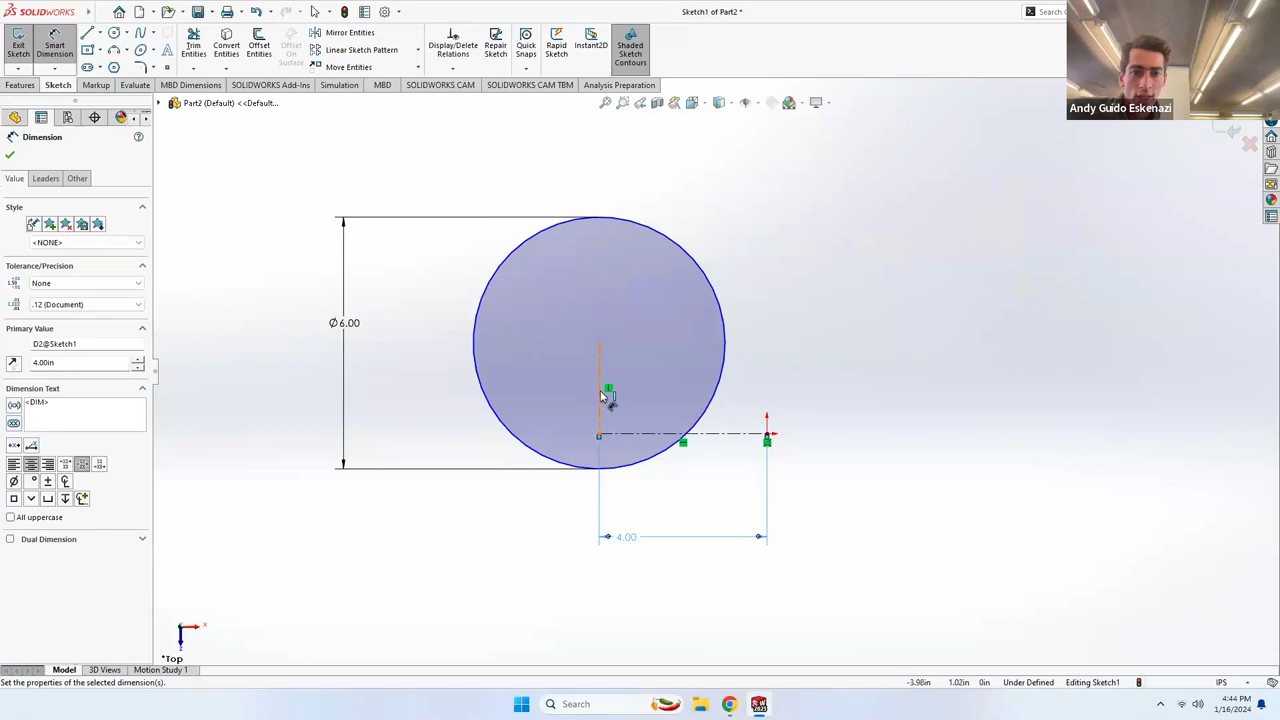 SOLIDWORKS
Sketch1 of Part2 *
Search
Exit Sketch
Smart Dimension
Trim Entities
Convert Entities
Offset Entities
Offset On Surface
Mirror Entities
Linear Sketch Pattern
Move Entities
Display/Delete Relations
Repair Sketch
Quick Snaps
Rapid Sketch
Instant2D
Shaded Sketch Contours
Features Sketch Markup Evaluate MBD Dimensions SOLIDWORKS Add-Ins Simulation MBD SOLIDWORKS CAM SOLIDWORKS CAM TBM Analysis Preparation
Andy Guido Eskenazi
Part2 (Default) <<Default...
Dimension
Value Leaders Other
Style
<NONE>
Tolerance/Precision
None
.12 (Document)
Primary Value
D2@Sketch1
4.00in
Dimension Text
<DIM>
All uppercase
Dual Dimension
Ø6.00
4.00
x
z
*Top
Model 3D Views Motion Study 1
Set the properties of the selected dimension(s).
-3.98in 1.02in 0in Under Defined Editing Sketch1 IPS
Search
4:44 PM
1/16/2024